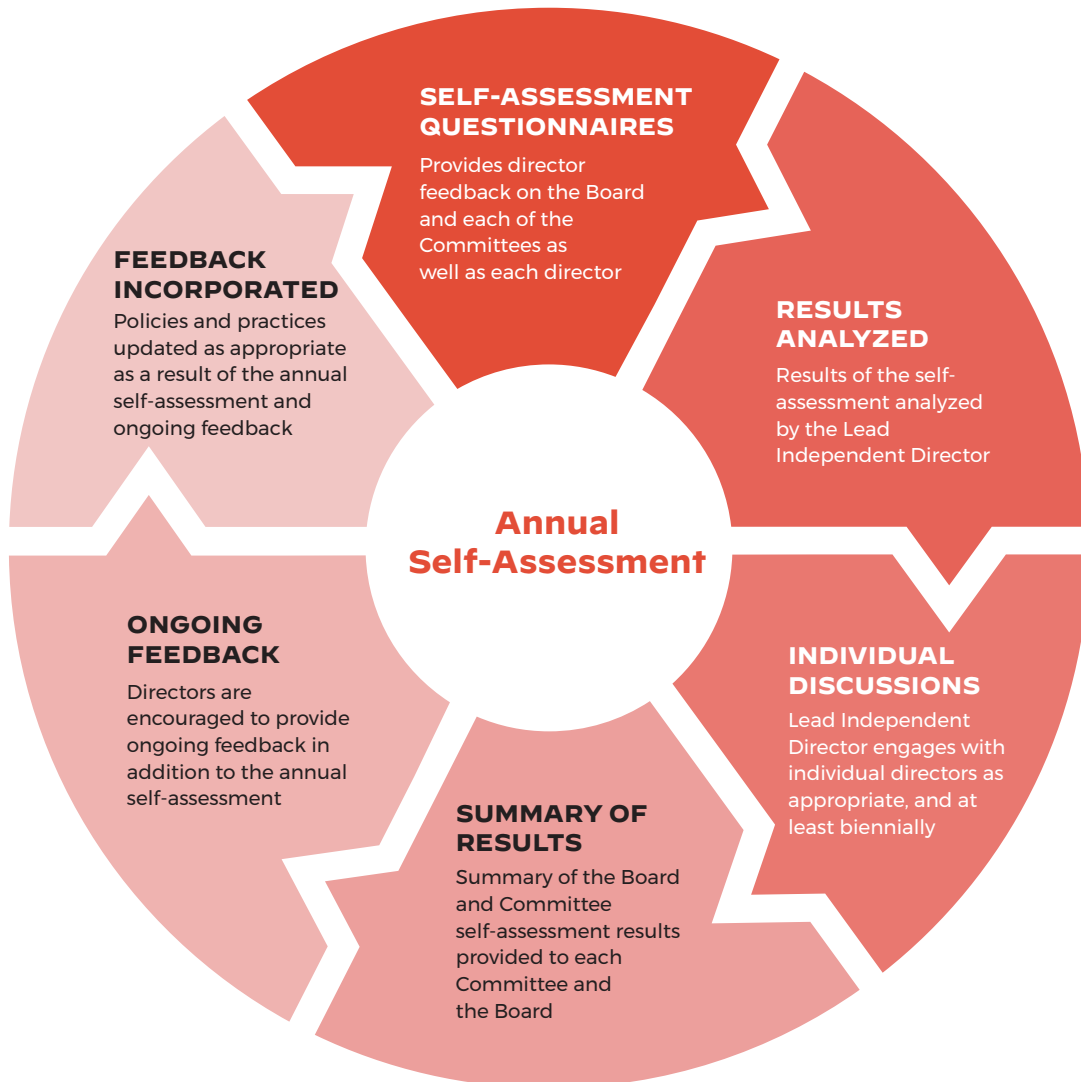 SELF-ASSESSMENT
QUESTIONNAIRES
Provides director
feedback on the Board
and each of the
Committees as
well as each director
RESULTS
ANALYZED
Results of the self-
assessment analyzed
by the Lead
Independent Director
INDIVIDUAL
DISCUSSIONS
Lead Independent
Director engages with
individual directors as
appropriate, and at
least biennially
SUMMARY OF
RESULTS
Summary of the Board
and Committee
self-assessment results
provided to each
Committee and
the Board
ONGOING
FEEDBACK
Directors are
encouraged to provide
ongoing feedback in
addition to the annual
self-assessment
FEEDBACK
INCORPORATED
Policies and practices
updated as appropriate
as a result of the annual
self-assessment and
ongoing feedback
Annual
Self-Assessment